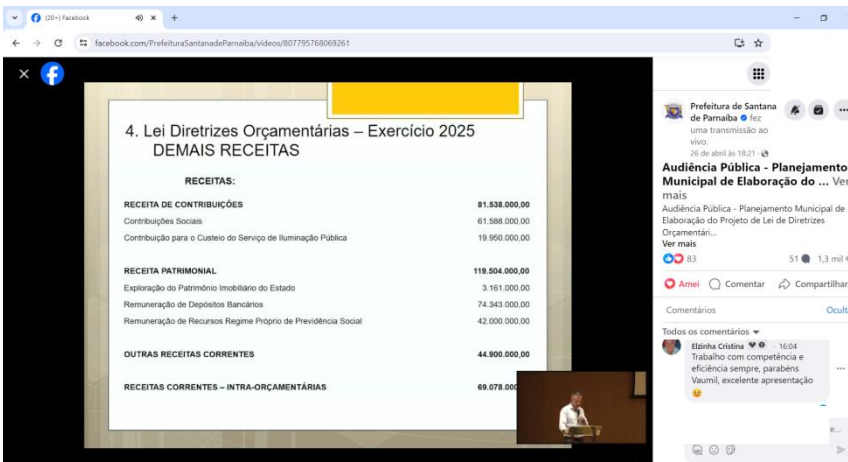 (20+) Facebook
facebook.com/PrefeituraSantanadeParnaiba/videos/807795768069261
4. Lei Diretrizes Orçamentárias – Exercício 2025
DEMAIS RECEITAS
RECEITAS:
RECEITA DE CONTRIBUIÇÕES 81.538.000,00
Contribuições Sociais 61.588.000,00
Contribuição para o Custeio do Serviço de Iluminação Pública 19.950.000,00
RECEITA PATRIMONIAL 119.504.000,00
Exploração do Patrimônio Imobiliário do Estado 3.161.000,00
Remuneração de Depósitos Bancários 74.343.000,00
Remuneração de Recursos Regime Próprio de Previdência Social 42.000.000,00
OUTRAS RECEITAS CORRENTES 44.900.000,00
RECEITAS CORRENTES – INTRA-ORÇAMENTÁRIAS 69.078.00
Prefeitura de Santana
de Parnaíba fez
uma transmissão ao
vivo.
26 de abril às 18:21
Audiência Pública - Planejamento
Municipal de Elaboração do ... Ver
mais
Audiência Pública - Planejamento Municipal de
Elaboração do Projeto de Lei de Diretrizes
Orçamentári...
Ver mais
83 51 1,3 mil
Amei Comentar Compartilhar
Comentários Oculta
Todos os comentários
Elzinha Cristina 16:04
Trabalho com competência e
eficiência sempre, parabéns
Vaumil, excelente apresentação